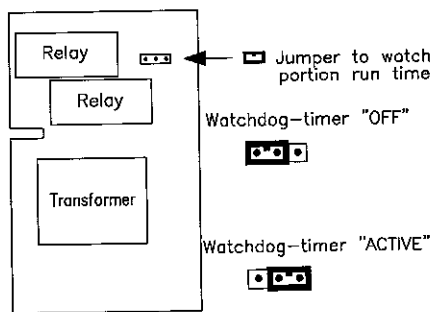 Relay
Jumper to watch
portion run time
Relay
Watchdog-timer "OFF"
Transformer
Watchdog-timer "ACTIVE"